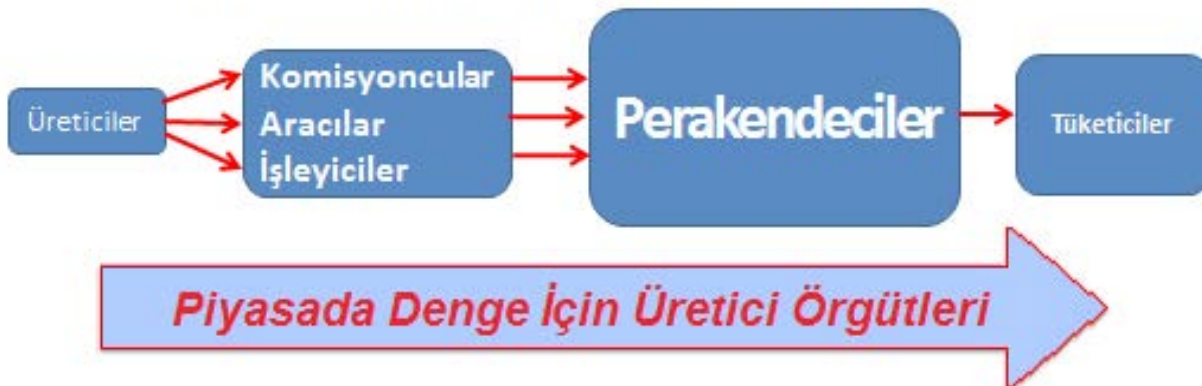 Üreticiler
Komisyoncular
Aracılar
İşleyiciler
Perakendeciler
Tüketiciler
Piyasada Denge İçin Üretici Örgütleri